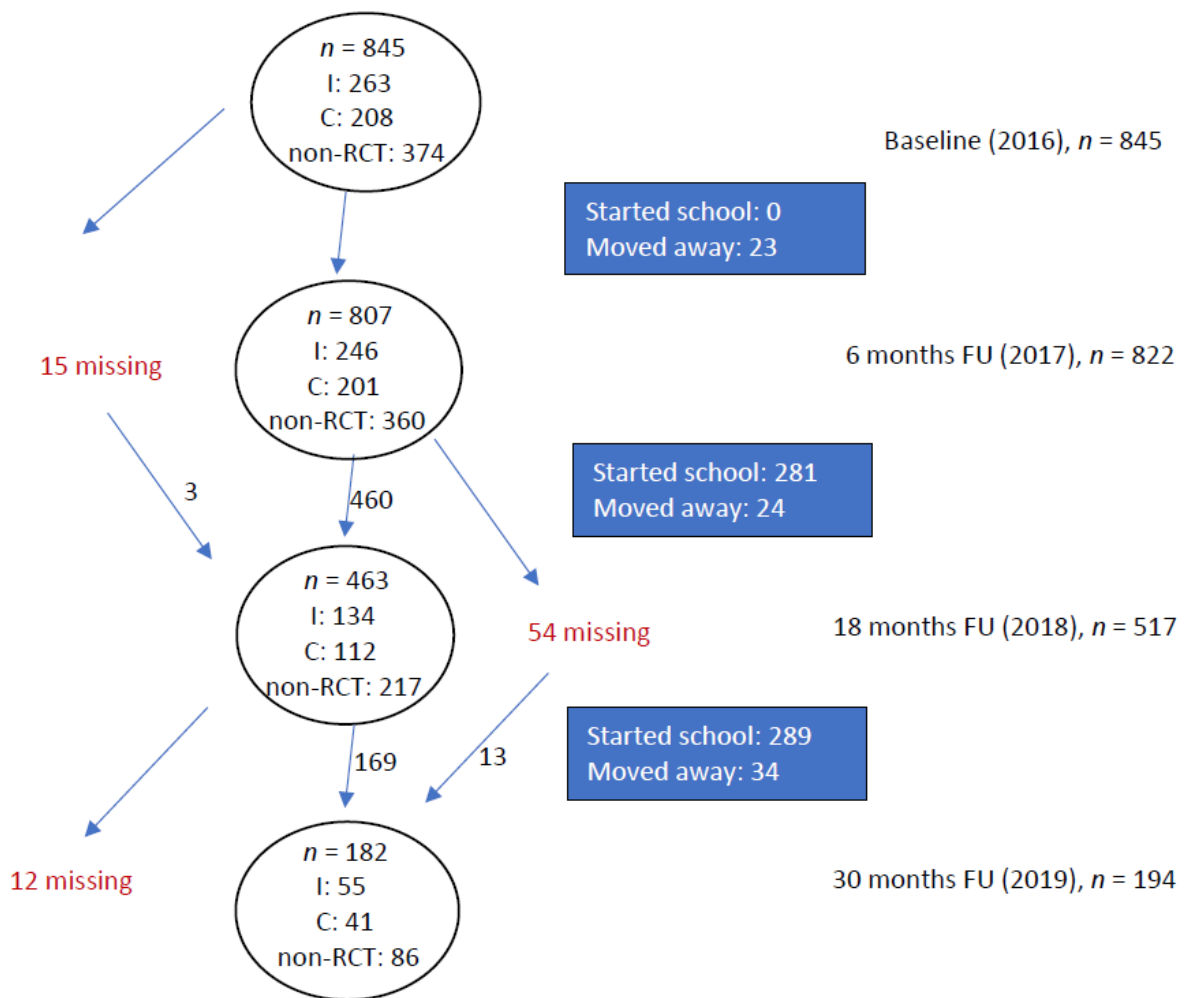 n = 845
I: 263
C: 208
non-RCT: 374
Baseline (2016), n = 845
Started school: 0
Moved away: 23
n = 807
I: 246
C: 201
non-RCT: 360
15 missing
6 months FU (2017), n = 822
Started school: 281
Moved away: 24
3
460
n = 463
I: 134
C: 112
non-RCT: 217
54 missing
18 months FU (2018), n = 517
Started school: 289
Moved away: 34
169
13
n = 182
I: 55
C: 41
non-RCT: 86
12 missing
30 months FU (2019), n = 194